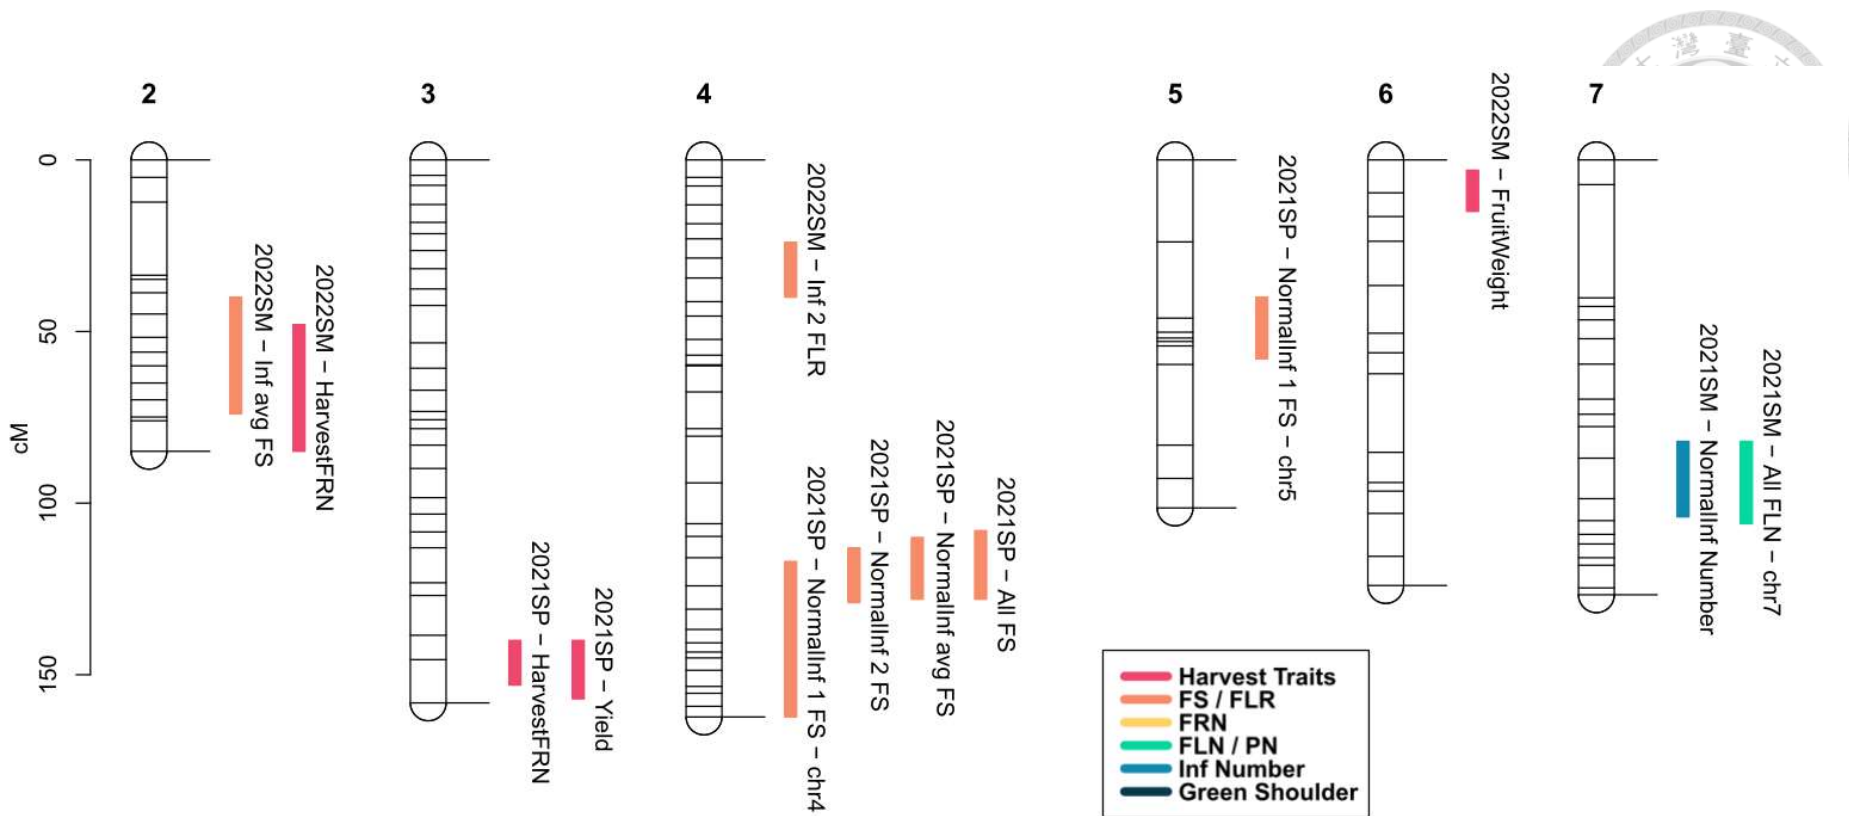 灣臺
2
3
4
5
6
7
0
50
100
150
cM
2022SM – Inf avg FS
2022SM – HarvestFRN
2021SP – HarvestFRN
2021SP – Yield
2022SM – Inf 2 FLR
2021SP – NormalInf 1 FS – chr4
2021SP – NormalInf 2 FS
2021SP – NormalInf avg FS
2021SP – All FS
2021SP – NormalInf 1 FS – chr5
2022SM – FruitWeight
2021SM – NormalInf Number
2021SM – All FLN – chr7
Harvest Traits
FS / FLR
FRN
FLN / PN
Inf Number
Green Shoulder